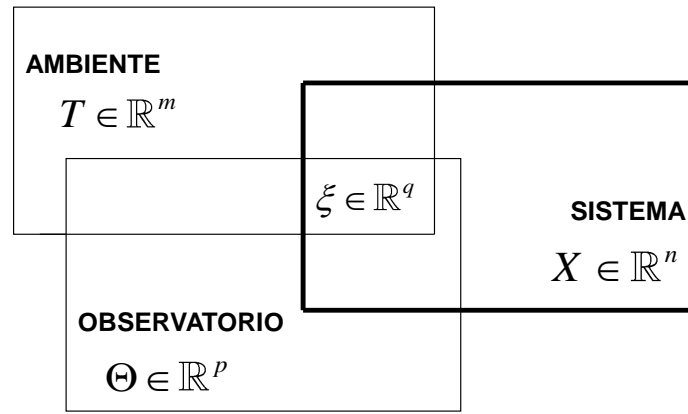 AMBIENTE
T ∈ ℝ^m
ξ ∈ ℝ^q
SISTEMA
X ∈ ℝ^n
OBSERVATORIO
Θ ∈ ℝ^p